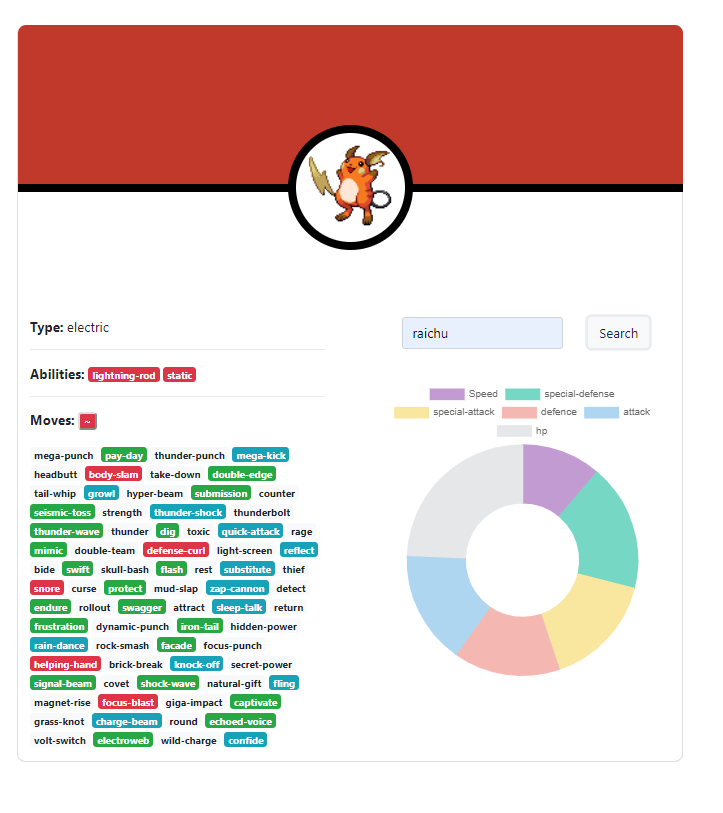 Type: electric
Abilities: lightning-rod static
Moves: ~
mega-punch pay-day thunder-punch mega-kick
headbutt body-slam take-down double-edge
tail-whip growl hyper-beam submission counter
seismic-toss strength thunder-shock thunderbolt
thunder-wave thunder dig toxic quick-attack rage
mimic double-team defense-curl light-screen reflect
bide swift skull-bash flash rest substitute thief
snore curse protect mud-slap zap-cannon detect
endure rollout swagger attract sleep-talk return
frustration dynamic-punch iron-tail hidden-power
rain-dance rock-smash facade focus-punch
helping-hand brick-break knock-off secret-power
signal-beam covet shock-wave natural-gift fling
magnet-rise focus-blast giga-impact captivate
grass-knot charge-beam round echoed-voice
volt-switch electroweb wild-charge confide
raichu Search
Speed special-defense
special-attack defence attack
hp